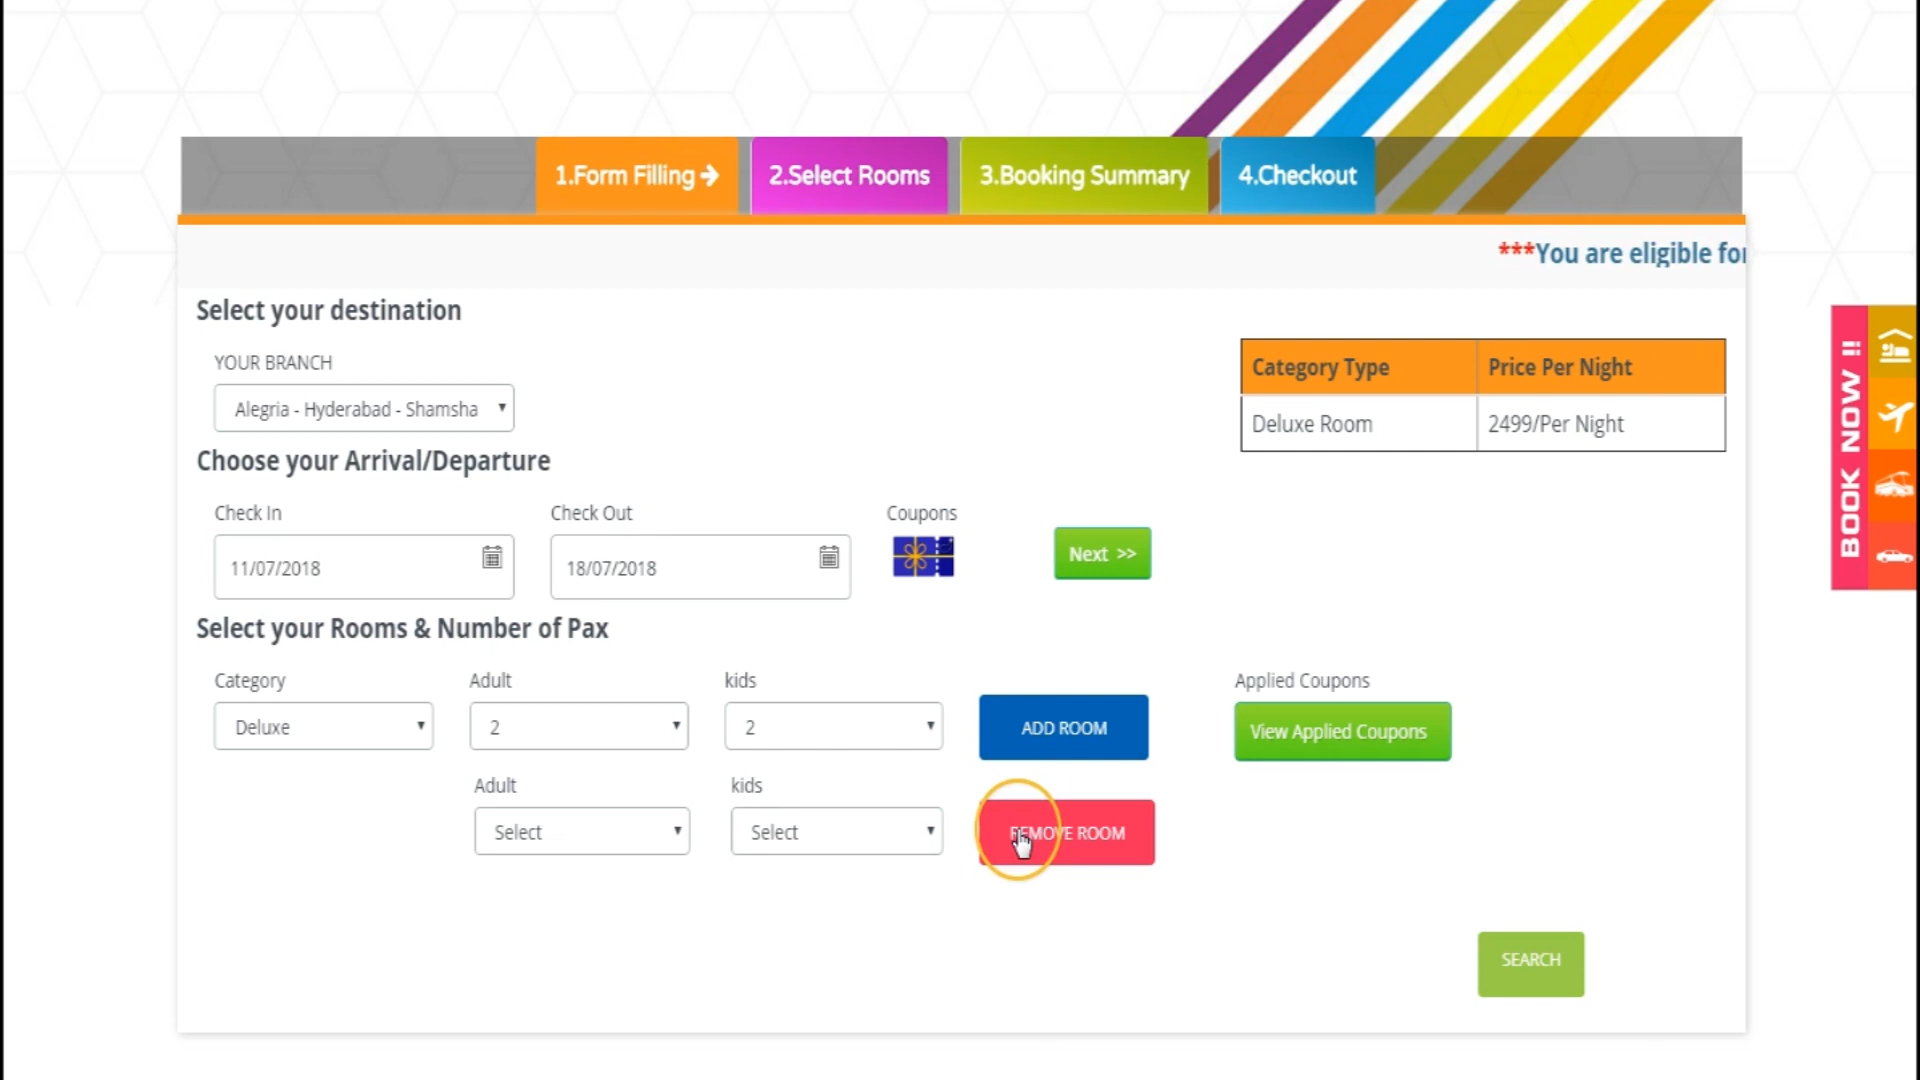 1.Form Filling
2.Select Rooms
3.Booking Summary
4.Checkout
***You are eligible for
Select your destination
YOUR BRANCH
Alegria - Hyderabad - Shamsha
Category Type
Price Per Night
Deluxe Room
2499/Per Night
BOOK NOW !!
Choose your Arrival/Departure
Check In
Check Out
Coupons
11/07/2018
18/07/2018
Next >>
Select your Rooms & Number of Pax
Category
Adult
kids
Applied Coupons
Deluxe
2
2
ADD ROOM
View Applied Coupons
Adult
kids
Select
Select
REMOVE ROOM
SEARCH